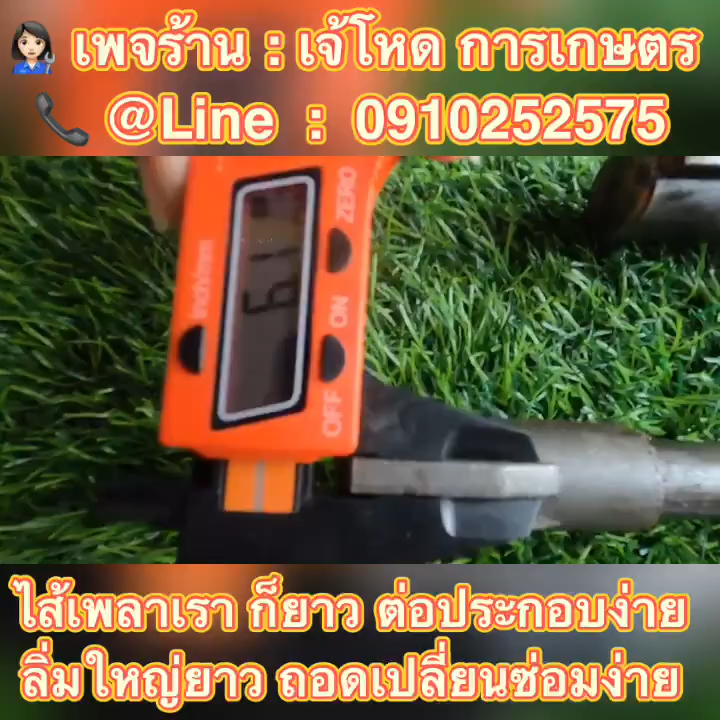 เพจร้าน : เจ้โหด การเกษตร
@Line : 0910252575
ZERO
inch/mm
ON
OFF
ไส้เพลาเรา ก็ยาว ต่อประกอบง่าย
ลิ่มใหญ่ยาว ถอดเปลี่ยนซ่อมง่าย